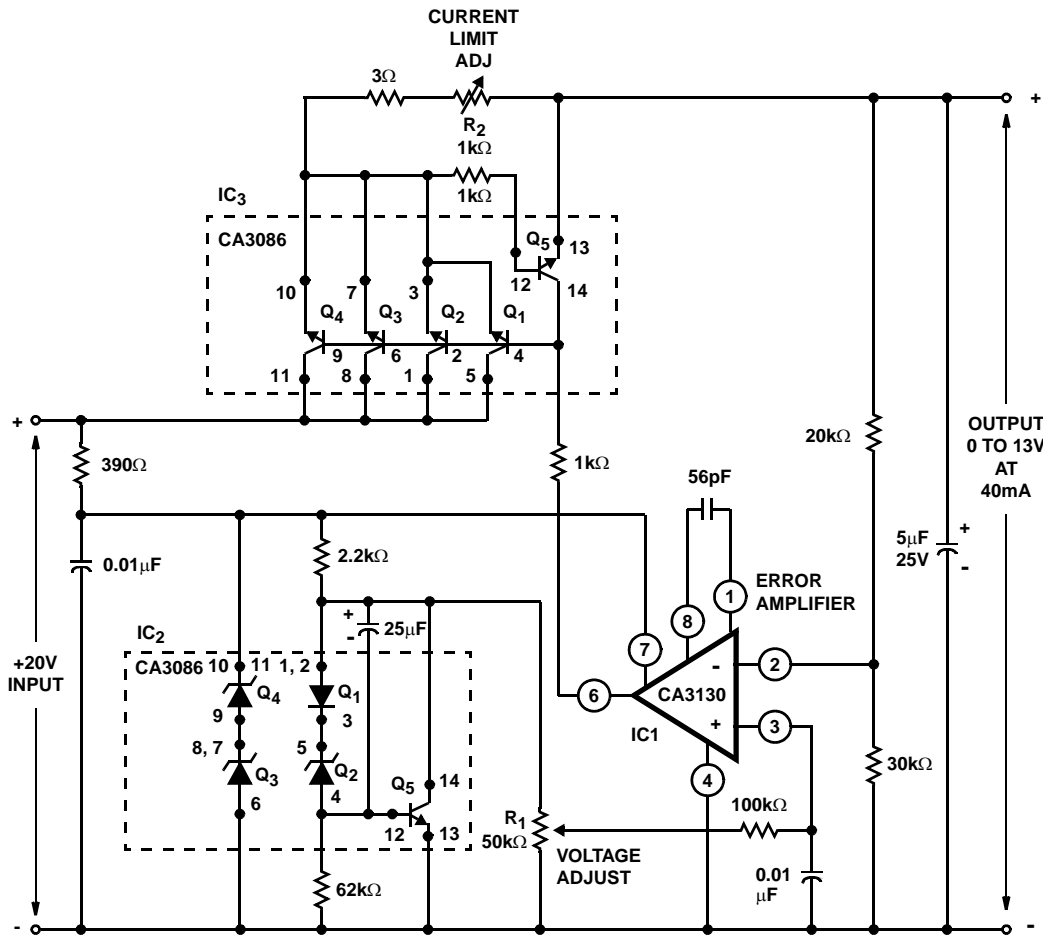 CURRENT
LIMIT
ADJ
3Ω
R2
1kΩ
1kΩ
+
IC3
CA3086
Q5
13
12
14
10
7
3
Q4
Q3
Q2
Q1
9
6
2
4
11
8
1
5
+
390Ω
1kΩ
20kΩ
OUTPUT
0 TO 13V
AT
40mA
56pF
0.01μF
2.2kΩ
5μF
25V
+
-
ERROR
AMPLIFIER
1
8
7
+
-
25μF
IC2
CA3086
+20V
INPUT
10
11
1, 2
Q4
Q1
9
3
8, 7
5
Q3
Q2
6
4
Q5
14
12
13
6
CA3130
-
+
IC1
2
3
4
30kΩ
R1
50kΩ
100kΩ
VOLTAGE
ADJUST
0.01
μF
62kΩ
-
-